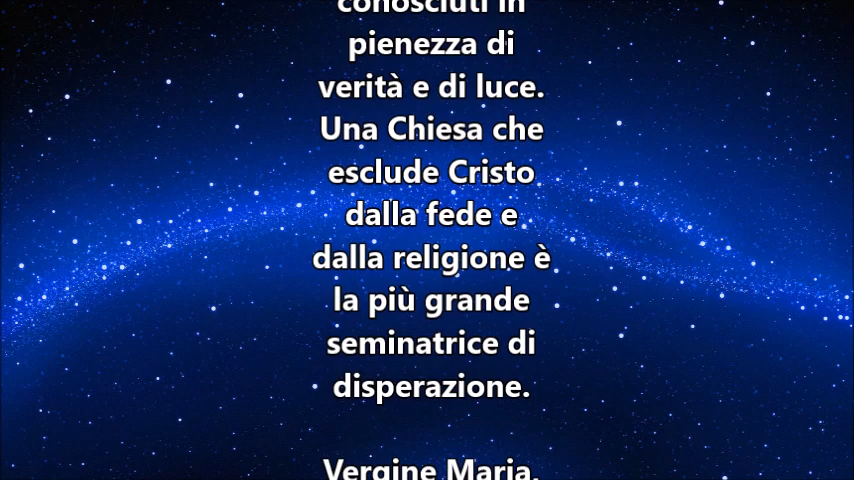 conosciuti in
pienezza di
verità e di luce.
Una Chiesa che
esclude Cristo
dalla fede e
dalla religione è
la più grande
seminatrice di
disperazione.
Vergine Maria,